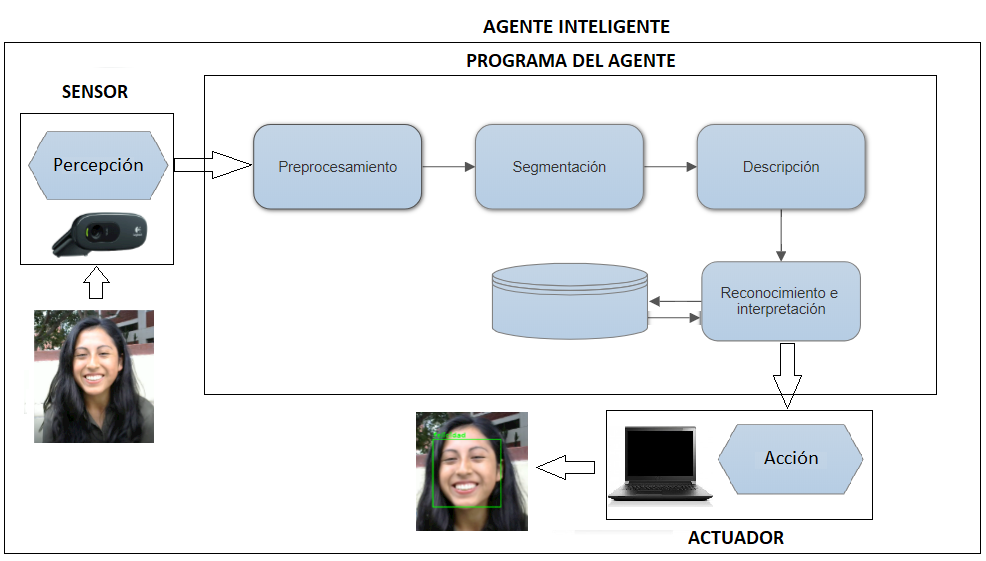 AGENTE INTELIGENTE
PROGRAMA DEL AGENTE
SENSOR
Percepción
Preprocesamiento
Segmentación
Descripción
Reconocimiento e
interpretación
Acción
ACTUADOR